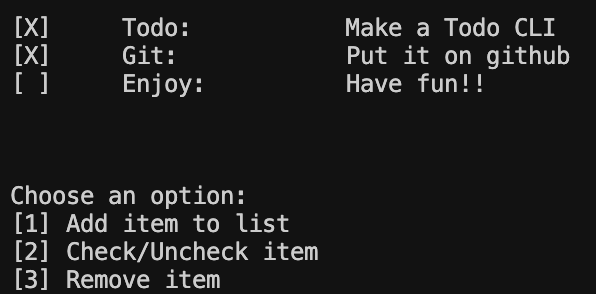 [X] Todo: Make a Todo CLI
[X] Git: Put it on github
[ ] Enjoy: Have fun!!
Choose an option:
[1] Add item to list
[2] Check/Uncheck item
[3] Remove item